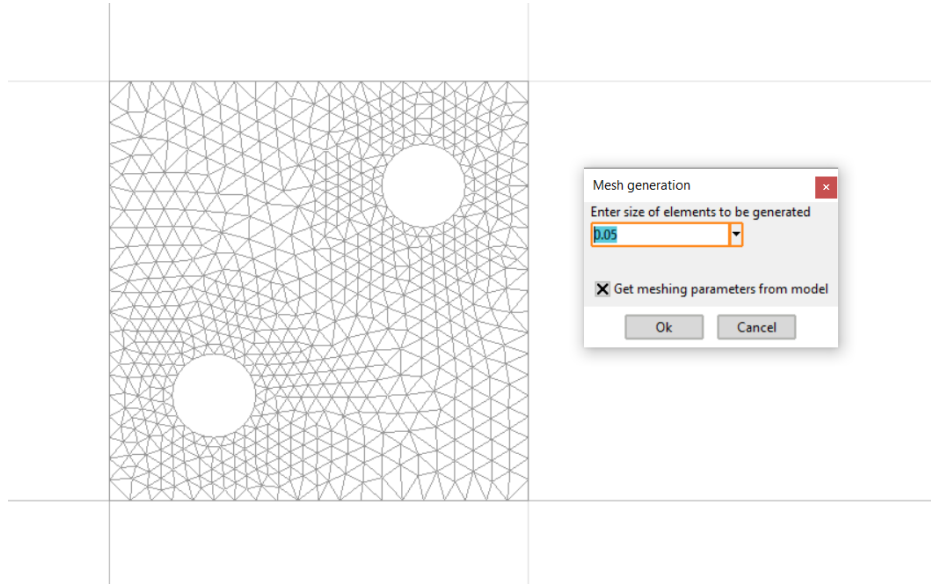 Mesh generation
Enter size of elements to be generated
0.05
Get meshing parameters from model
Ok Cancel